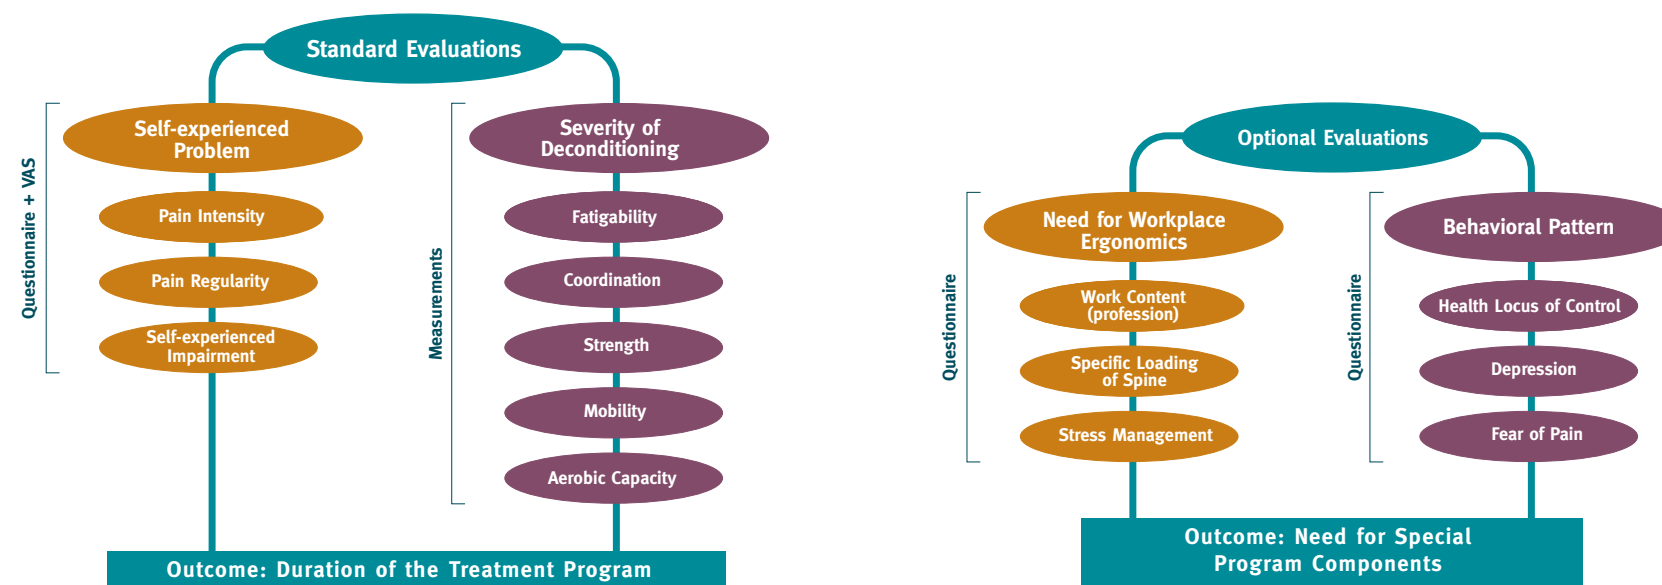 Standard Evaluations
Questionnaire + VAS
Self-experienced
Problem
Pain Intensity
Pain Regularity
Self-experienced
Impairment
Measurements
Severity of
Deconditioning
Fatigability
Coordination
Strength
Mobility
Aerobic Capacity
Outcome: Duration of the Treatment Program
Optional Evaluations
Questionnaire
Need for Workplace
Ergonomics
Work Content
(profession)
Specific Loading
of Spine
Stress Management
Questionnaire
Behavioral Pattern
Health Locus of Control
Depression
Fear of Pain
Outcome: Need for Special
Program Components